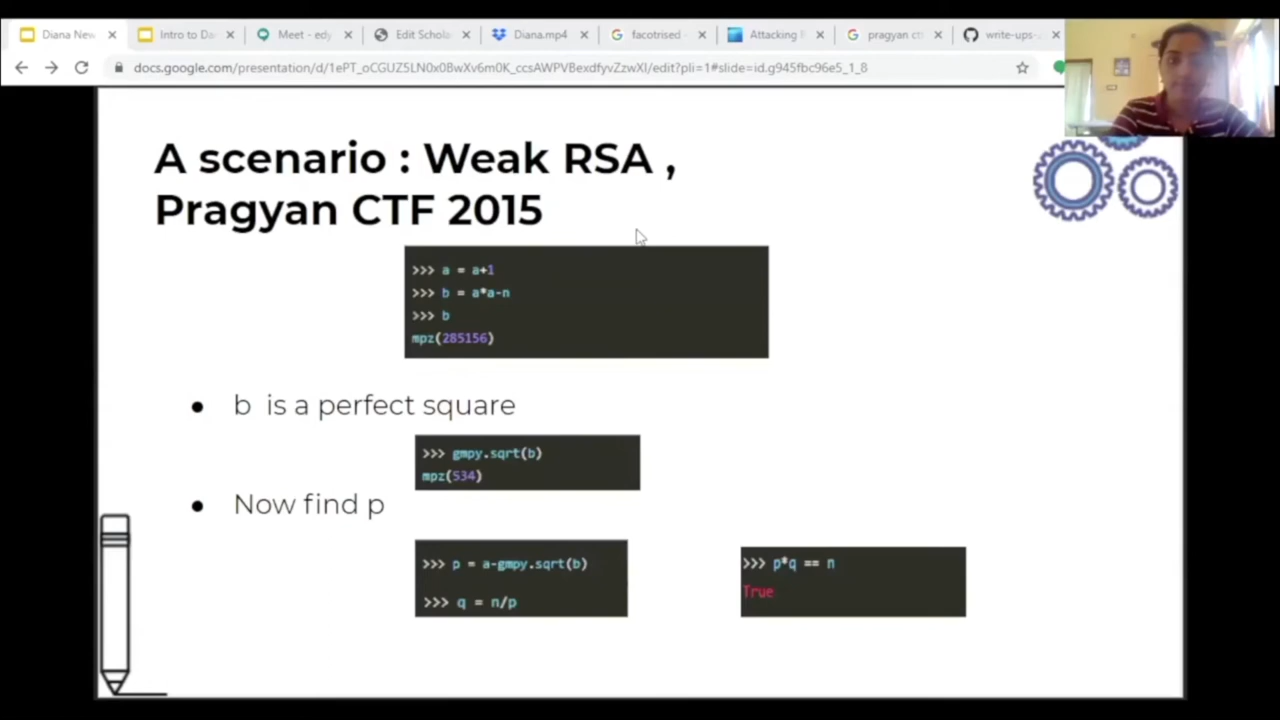 Diana New
Intro to Da
Meet - edy
Edit Schola
Diana.mp4
facotrised -
Attacking R
pragyan ct
write-ups-
docs.google.com/presentation/d/1ePT_oCGUZ5LN0x0BwXv6m0K_ccsAWPVBexdfyvZzwXI/edit?pli=1#slide=id.g945fbc96e5_1_8
A scenario : Weak RSA ,
Pragyan CTF 2015
>>> a = a+1
>>> b = a*a-n
>>> b
mpz(285156)
● b is a perfect square
>>> gmpy.sqrt(b)
mpz(534)
● Now find p
>>> p = a-gmpy.sqrt(b)
>>> q = n/p
>>> p*q == n
True